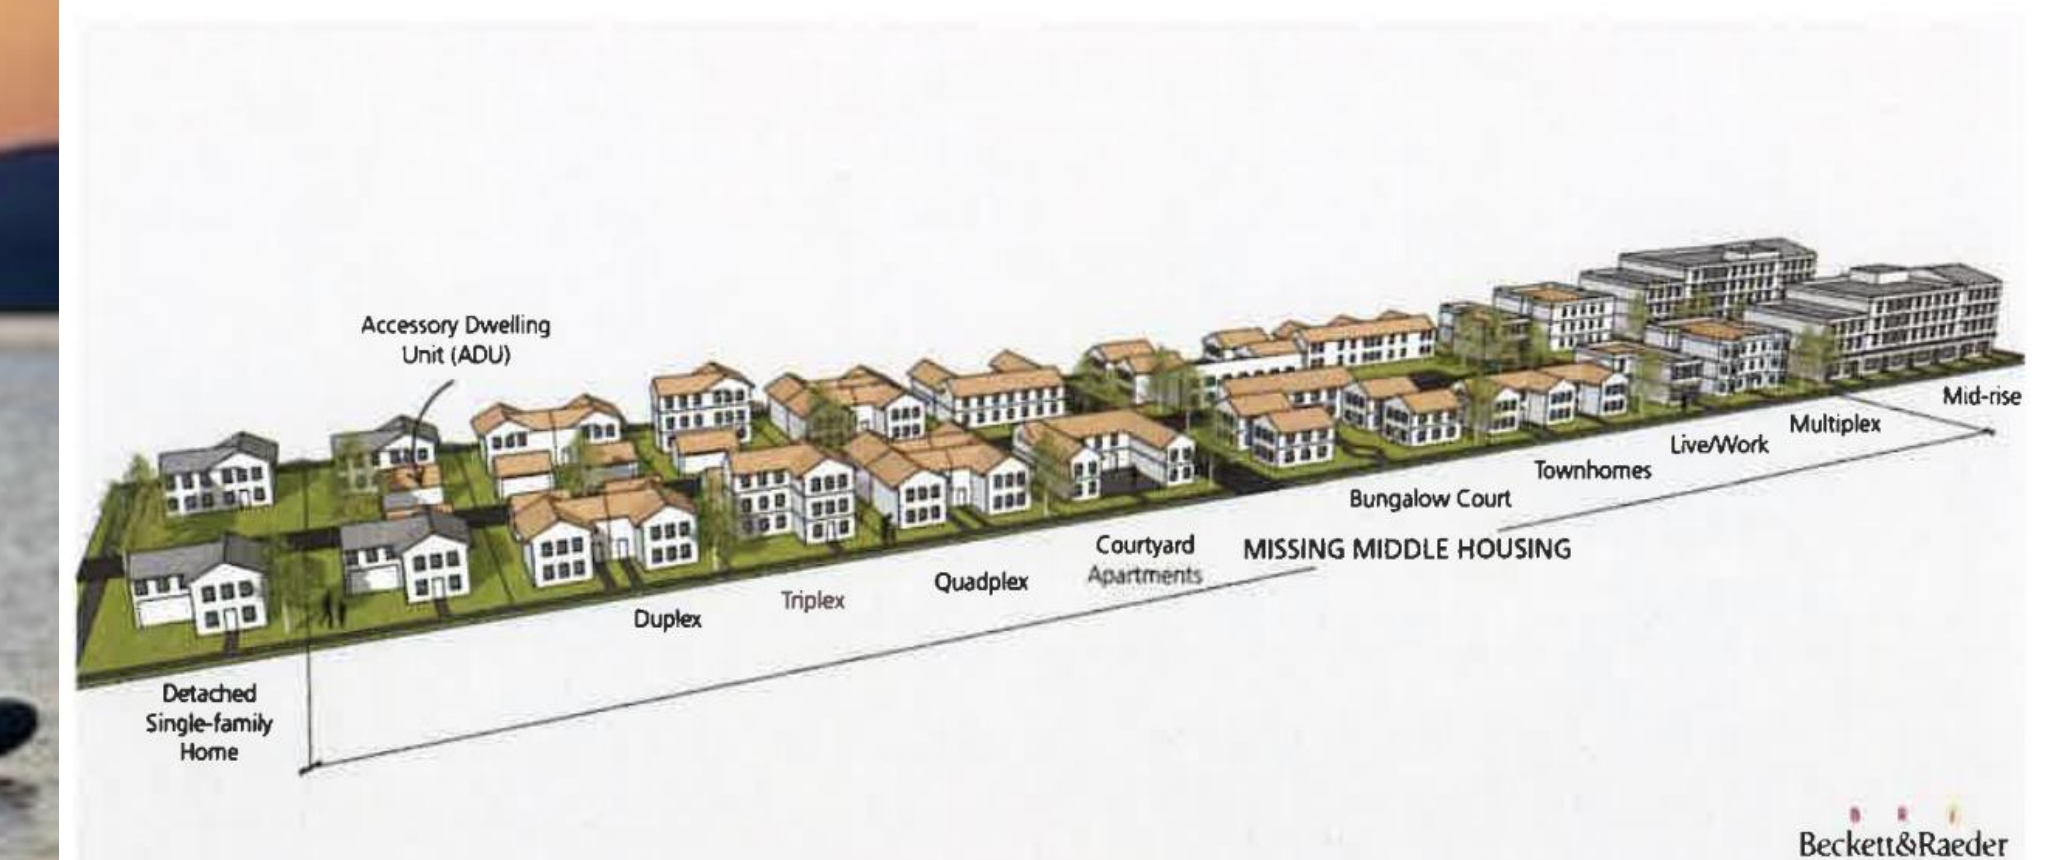 Accessory Dwelling
Unit (ADU)
Detached
Single-family
Home
Duplex
Triplex
Quadplex
Courtyard
Apartments
MISSING MIDDLE HOUSING
Bungalow Court
Townhomes
Live/Work
Multiplex
Mid-rise
B R i
Beckett&Raeder